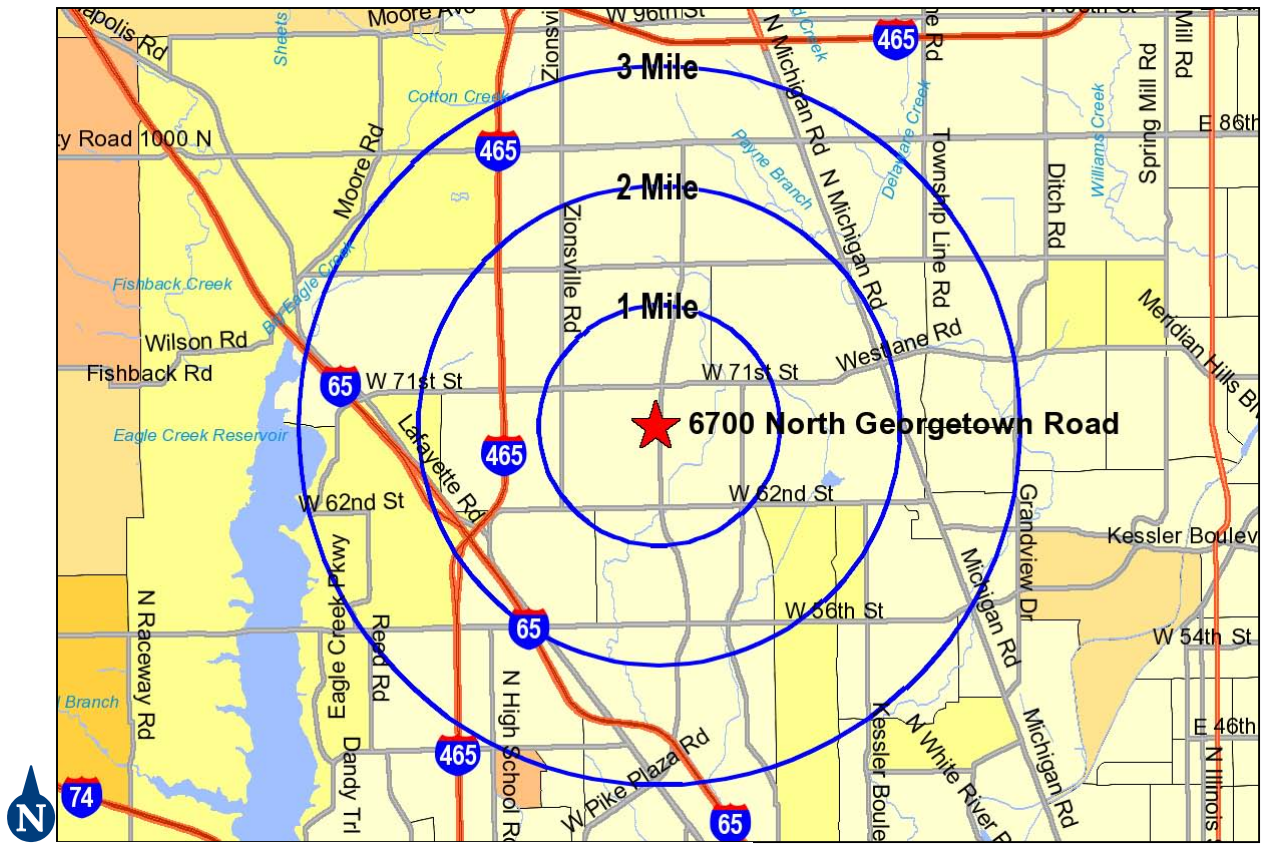 apolis Rd
Sheets
Moore Ave
Zionsvi
W 96th St
N Michigan Rd
d Creek
465
ne Rd
Mill Rd
3 Mile
Cotton Creek
Spring Mill Rd
ty Road 1000 N
Moore Rd
465
Payne Branch
Delaware Creek
Township Line Rd
Williams Creek
E 86th
2 Mile
N Michigan Rd
Ditch Rd
Zionsville Rd
Fishback Creek
1 Mile
Meridian Hills Blv
Wilson Rd
Westlane Rd
Fishback Rd
65
W 71st St
W 71st St
6700 North Georgetown Road
Eagle Creek Reservoir
Lafayette Rd
465
W 62nd St
W 62nd St
Grandview Dr
Kessler Boulev
N Raceway Rd
Eagle Creek Pkwy
Reed Rd
65
W 56th St
Michigan Rd
W 54th St
l Branch
N High School Rd
Kessler Boule
N White River P
Michigan Rd
E 46th
Dandy Trl
465
W Pike Plaza Rd
N Illinois
74
65
N